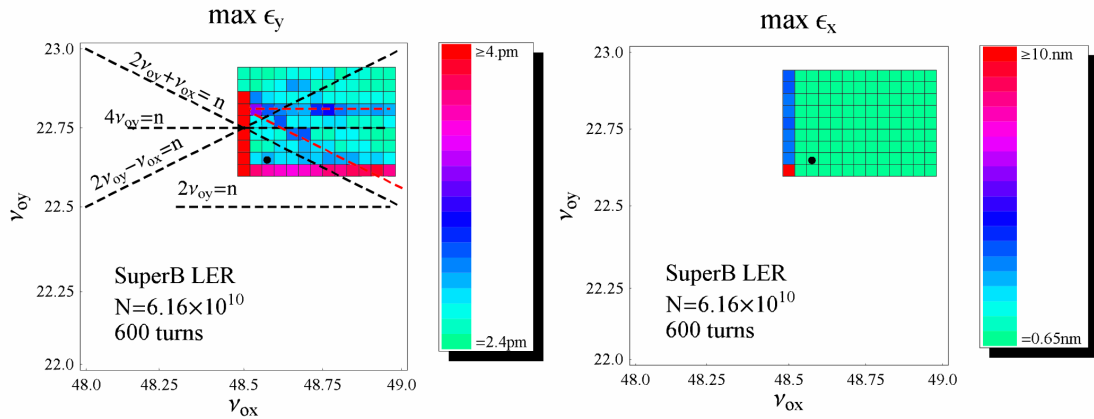 max ϵy
max ϵx
23.0
22.75
22.5
22.25
22.0
νoy
2νoy+νox= n
4νoy=n
2νoy−νox=n
2νoy=n
SuperB LER
N=6.16×10^10
600 turns
48.0 48.25 48.5 48.75 49.0
νox
≥4.pm
=2.4pm
23.0
22.75
22.5
22.25
22.0
νoy
SuperB LER
N=6.16×10^10
600 turns
48.0 48.25 48.5 48.75 49.0
νox
≥10.nm
=0.65nm